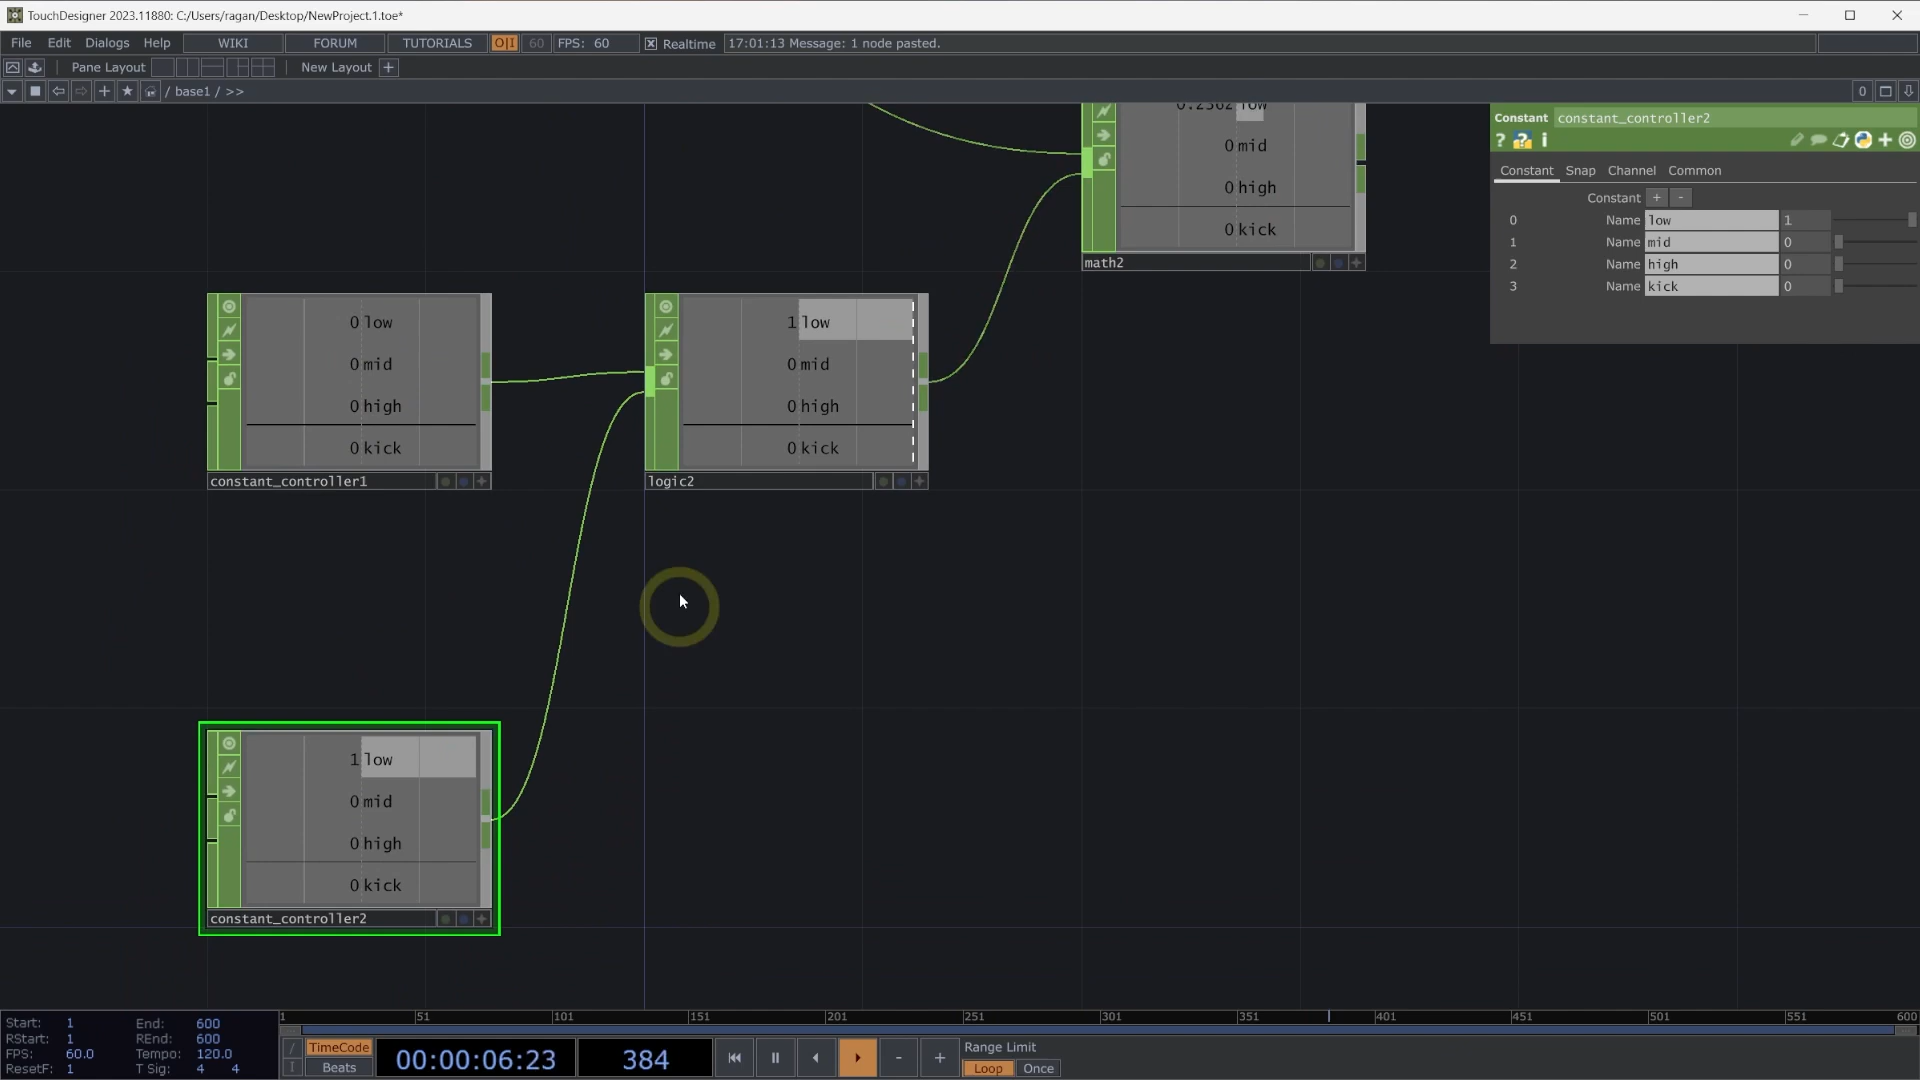 TouchDesigner 2023.11880: C:/Users/ragan/Desktop/NewProject.1.toe*
File Edit Dialogs Help WIKI FORUM TUTORIALS O|I 60 FPS: 60 Realtime 17:01:13 Message: 1 node pasted.
Pane Layout New Layout +
/ base1 / >> 0
0.2362 low
0 mid
0 high
0 kick
math2
Constant constant_controller2
? ? i
Constant Snap Channel Common
Constant + -
0 Name low 1
1 Name mid 0
2 Name high 0
3 Name kick 0
0 low
0 mid
0 high
0 kick
constant_controller1
1 low
0 mid
0 high
0 kick
logic2
1 low
0 mid
0 high
0 kick
constant_controller2
1 51 101 151 201 251 301 351 401 451 501 551 600
Start: 1 End: 600
RStart: 1 REnd: 600
FPS: 60.0 Tempo: 120.0
ResetF: 1 T Sig: 4 4
TimeCode
Beats
00:00:06:23
384
- +
Range Limit
Loop Once